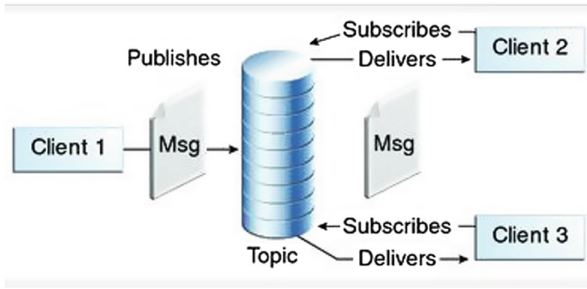 Subscribes
Client 2
Publishes
Delivers
Client 1
Msg
Msg
Subscribes
Client 3
Topic
Delivers